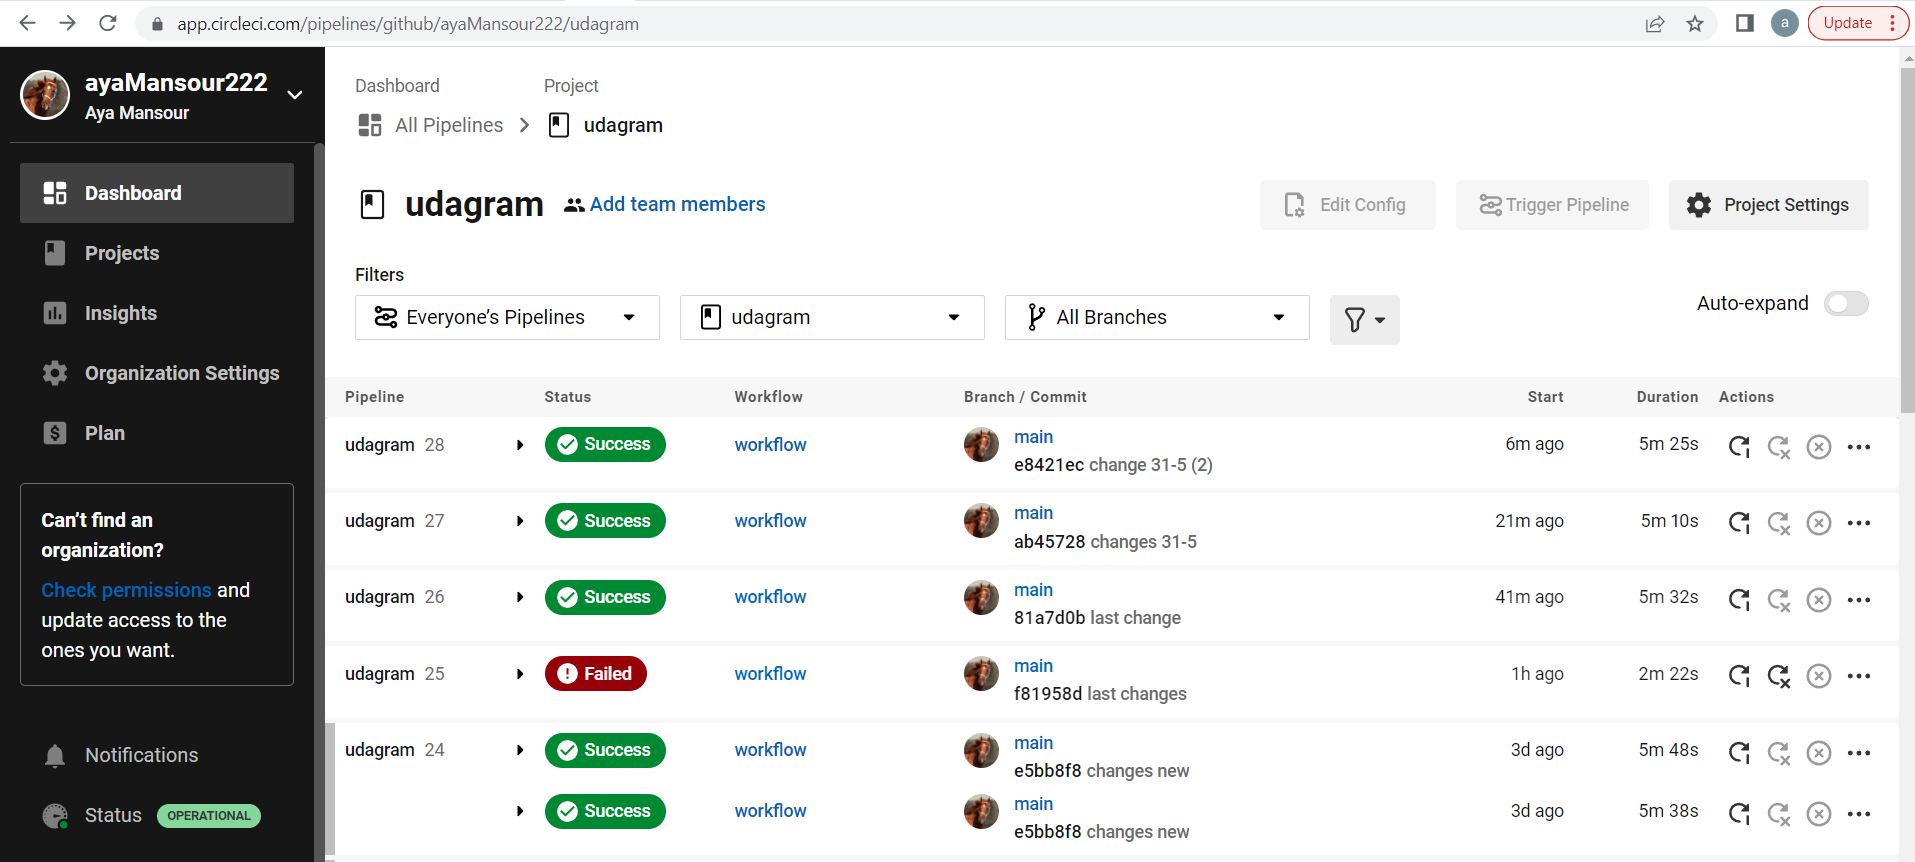 app.circleci.com/pipelines/github/ayaMansour222/udagram
a
Update
ayaMansour222
Aya Mansour
Dashboard
Projects
Insights
Organization Settings
Plan
Can't find an
organization?
Check permissions and
update access to the
ones you want.
Notifications
Status OPERATIONAL
Dashboard Project
All Pipelines udagram
udagram Add team members Edit Config Trigger Pipeline Project Settings
Filters
Everyone's Pipelines udagram All Branches Auto-expand
Pipeline Status Workflow Branch / Commit Start Duration Actions
udagram 28 Success workflow main 6m ago 5m 25s
e8421ec change 31-5 (2)
udagram 27 Success workflow main 21m ago 5m 10s
ab45728 changes 31-5
udagram 26 Success workflow main 41m ago 5m 32s
81a7d0b last change
udagram 25 Failed workflow main 1h ago 2m 22s
f81958d last changes
udagram 24 Success workflow main 3d ago 5m 48s
e5bb8f8 changes new
Success workflow main 3d ago 5m 38s
e5bb8f8 changes new